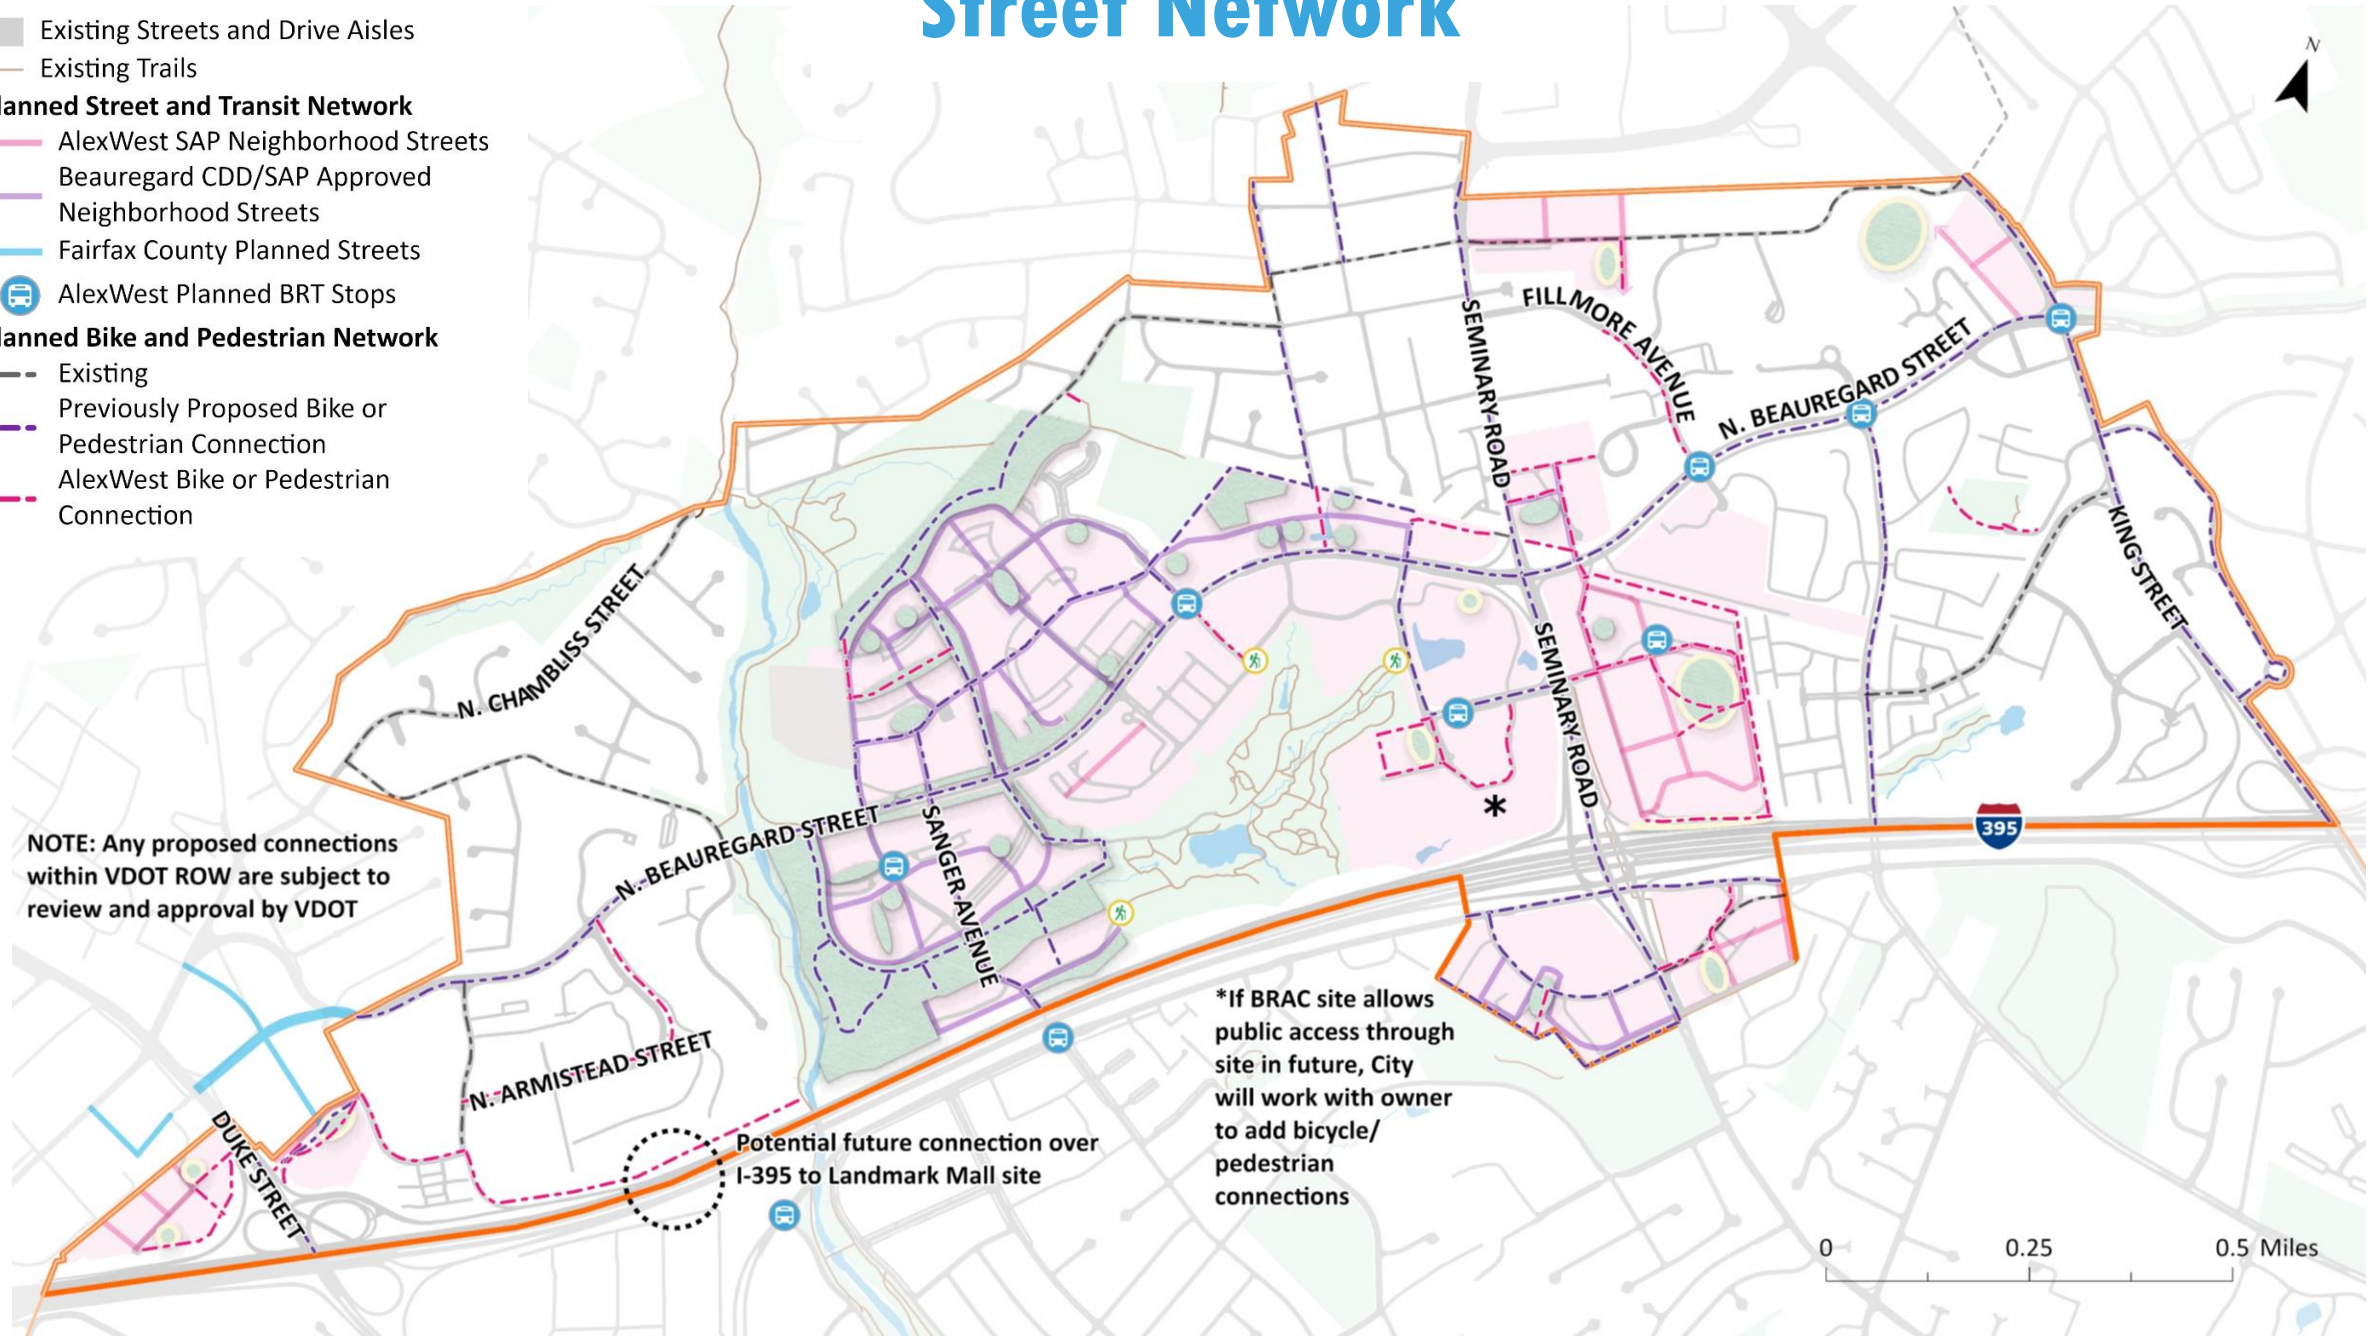 Street Network
Existing Streets and Drive Aisles
Existing Trails
lanned Street and Transit Network
AlexWest SAP Neighborhood Streets
Beauregard CDD/SAP Approved
Neighborhood Streets
Fairfax County Planned Streets
AlexWest Planned BRT Stops
lanned Bike and Pedestrian Network
Existing
Previously Proposed Bike or
Pedestrian Connection
AlexWest Bike or Pedestrian
Connection
N
FILLMORE AVENUE
SEMINARY ROAD
N. BEAUREGARD STREET
KING STREET
N. CHAMBLISS STREET
SEMINARY ROAD
N. BEAUREGARD STREET
SANGER AVENUE
395
NOTE: Any proposed connections
within VDOT ROW are subject to
review and approval by VDOT
*
*If BRAC site allows
public access through
site in future, City
will work with owner
to add bicycle/
pedestrian
connections
N. ARMISTEAD STREET
DUKE STREET
Potential future connection over
I-395 to Landmark Mall site
0 0.25 0.5 Miles